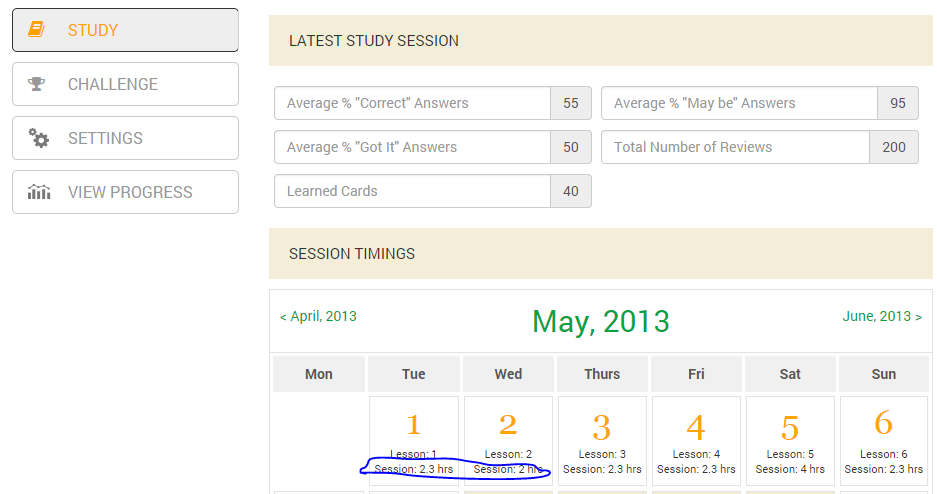 STUDY
CHALLENGE
SETTINGS
VIEW PROGRESS
LATEST STUDY SESSION
Average % "Correct" Answers 55
Average % "May be" Answers 95
Average % "Got It" Answers 50
Total Number of Reviews 200
Learned Cards 40
SESSION TIMINGS
< April, 2013 May, 2013 June, 2013 >
Mon Tue Wed Thurs Fri Sat Sun
1 2 3 4 5 6
Lesson: 1 Lesson: 2 Lesson: 3 Lesson: 4 Lesson: 5 Lesson: 6
Session: 2.3 hrs Session: 2 hrs Session: 2.3 hrs Session: 2.3 hrs Session: 4 hrs Session: 2.3 hrs